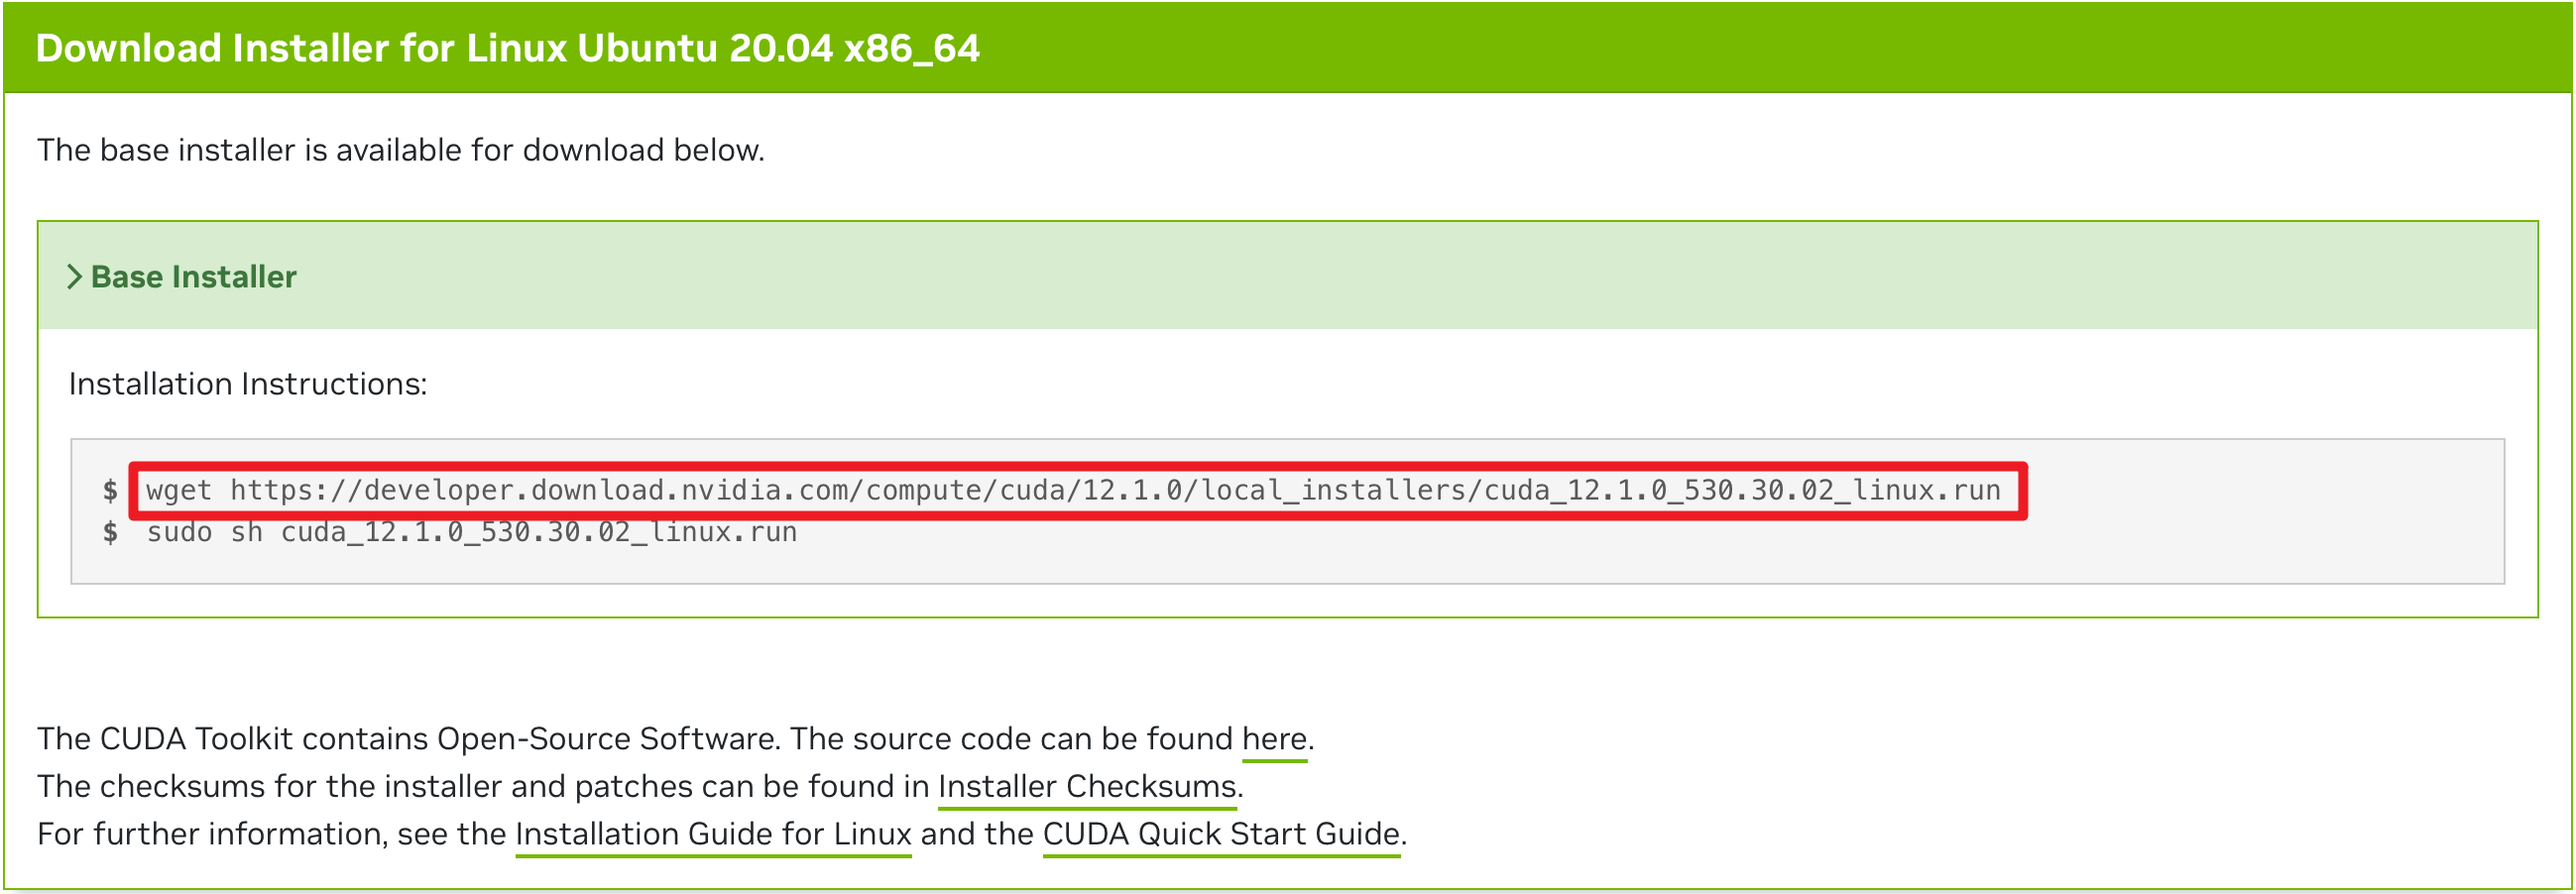 Download Installer for Linux Ubuntu 20.04 x86_64
The base installer is available for download below.
Base Installer
Installation Instructions:
$ wget https://developer.download.nvidia.com/compute/cuda/12.1.0/local_installers/cuda_12.1.0_530.30.02_linux.run
$ sudo sh cuda_12.1.0_530.30.02_linux.run
The CUDA Toolkit contains Open-Source Software. The source code can be found here.
The checksums for the installer and patches can be found in Installer Checksums.
For further information, see the Installation Guide for Linux and the CUDA Quick Start Guide.